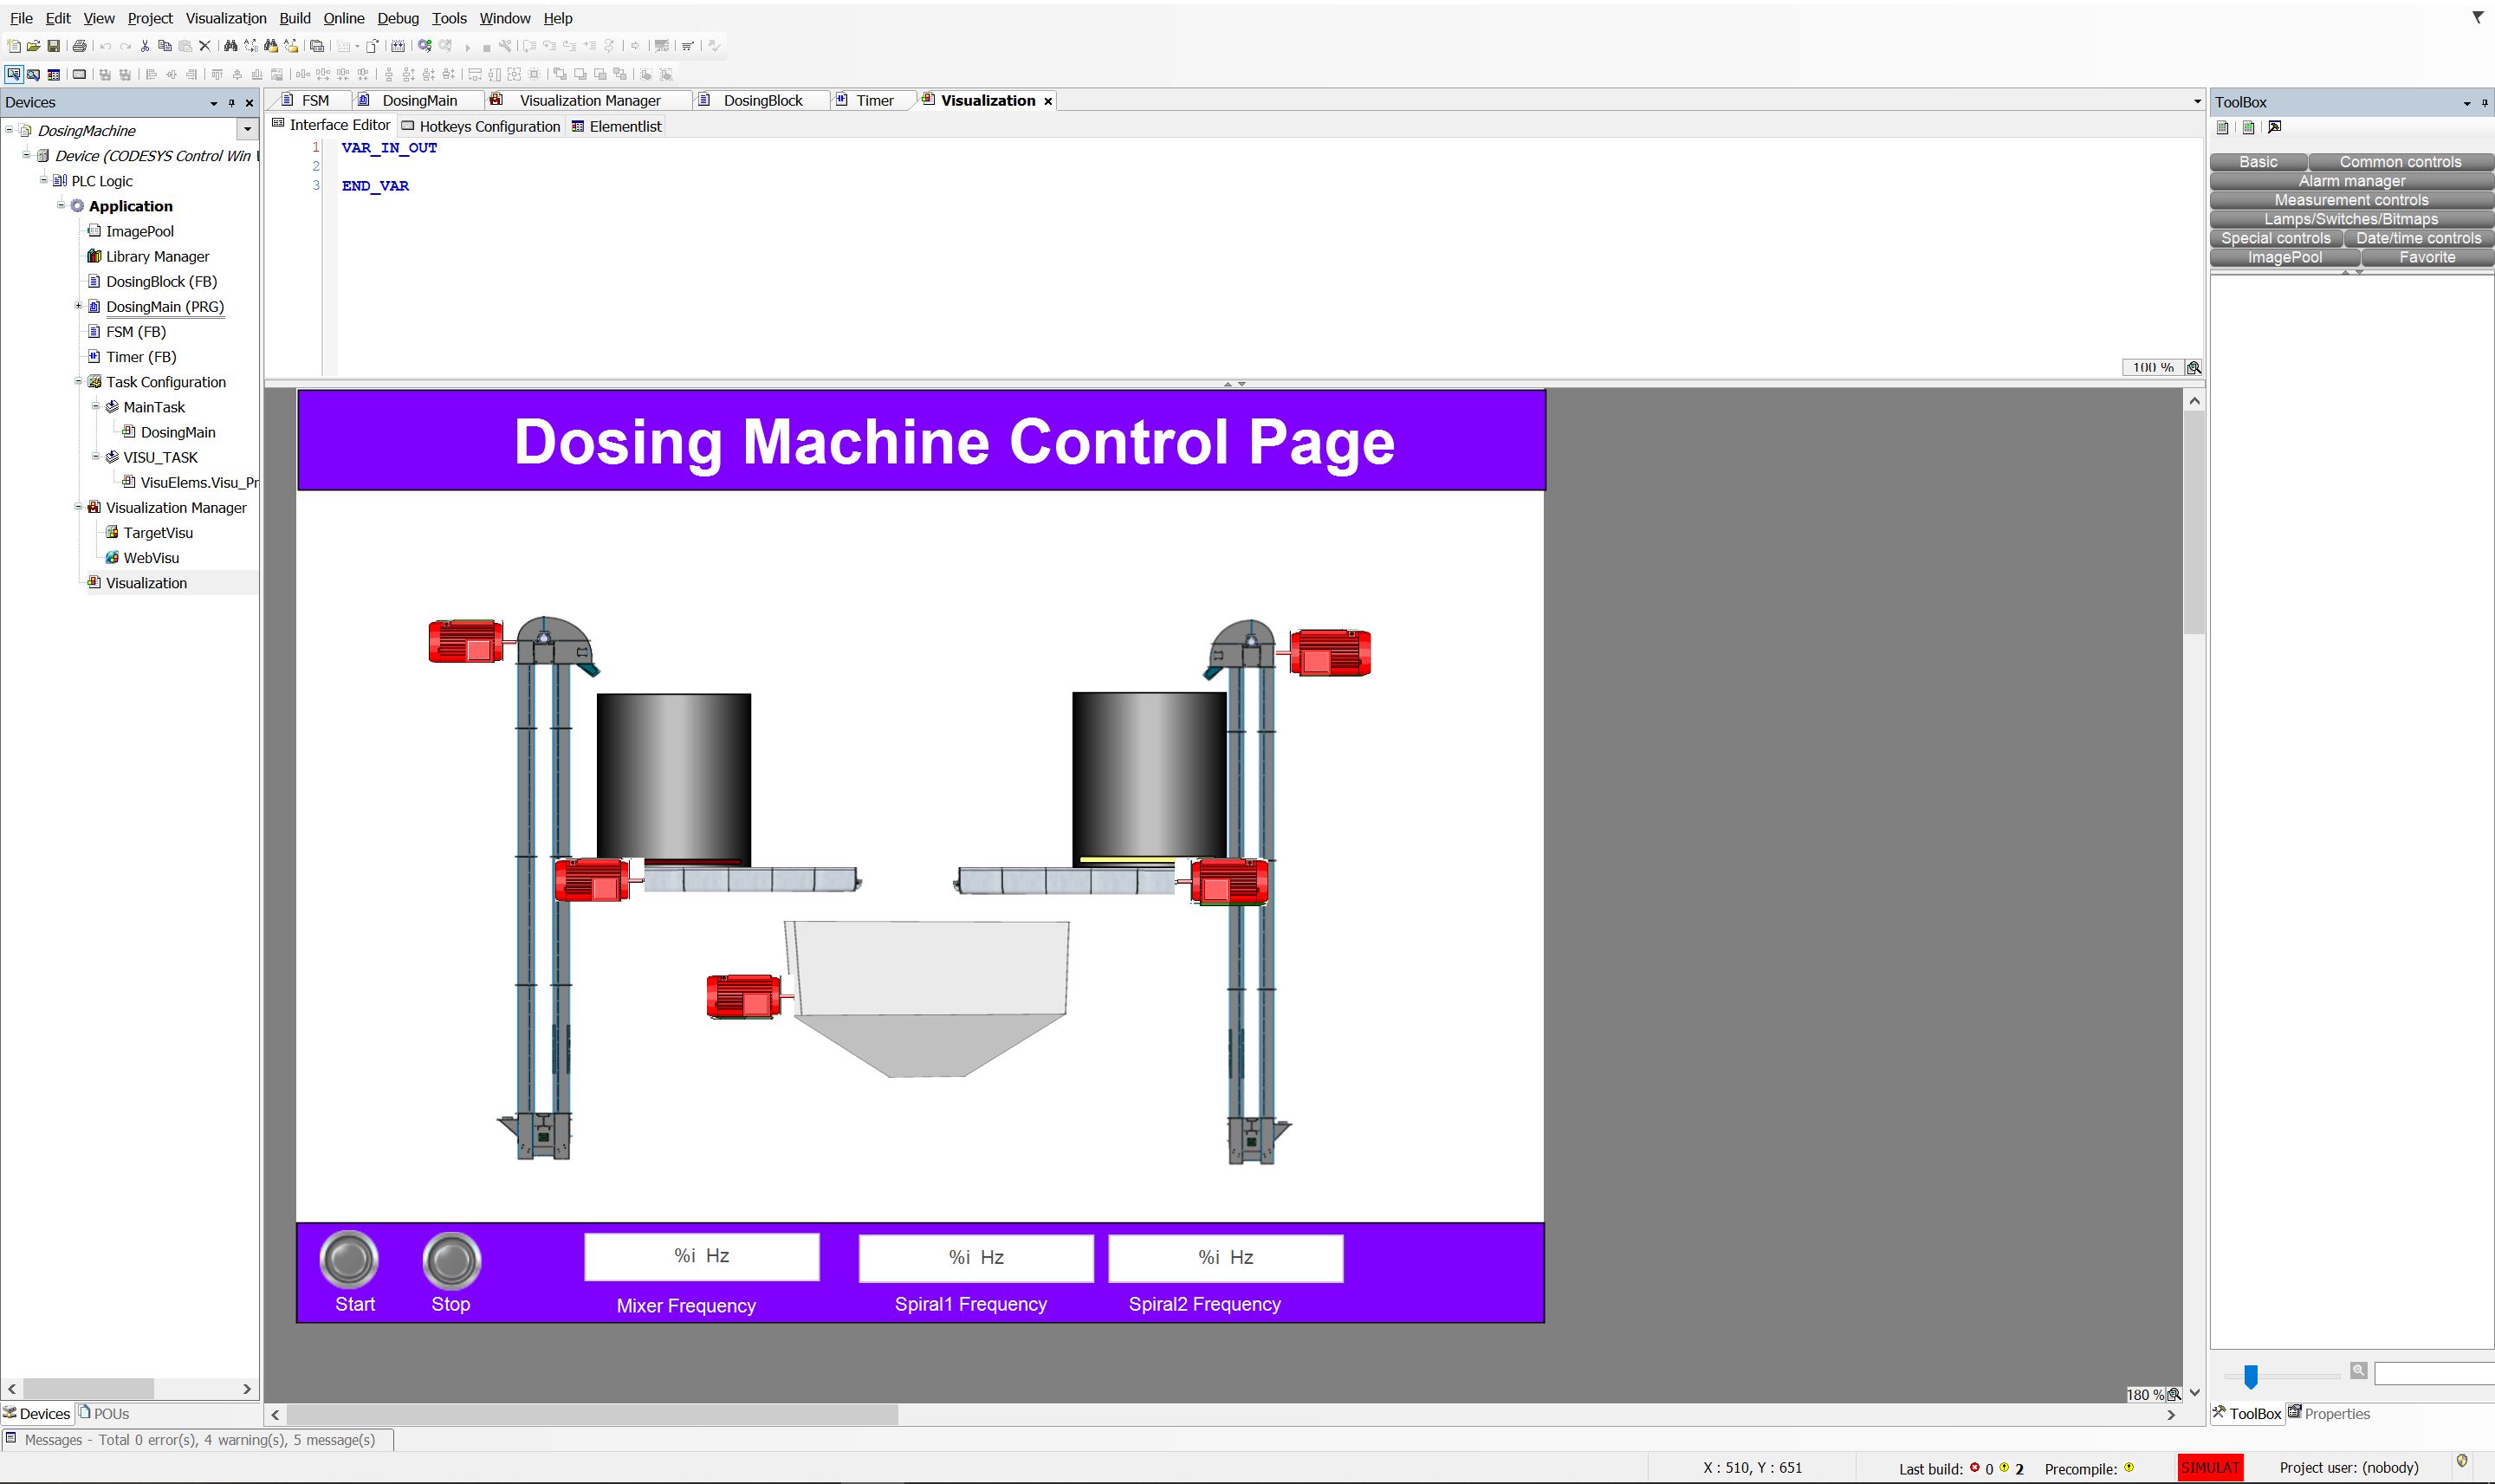 File Edit View Project Visualization Build Online Debug Tools Window Help
Devices
DosingMachine
Device (CODESYS Control Win
PLC Logic
Application
ImagePool
Library Manager
DosingBlock (FB)
DosingMain (PRG)
FSM (FB)
Timer (FB)
Task Configuration
MainTask
DosingMain
VISU_TASK
VisuElems.Visu_Pr
Visualization Manager
TargetVisu
WebVisu
Visualization
Devices POUs
FSM DosingMain Visualization Manager DosingBlock Timer Visualization
Interface Editor Hotkeys Configuration Elementlist
1 VAR_IN_OUT
2
3 END_VAR
100 %
Dosing Machine Control Page
%i Hz %i Hz %i Hz
Start Stop Mixer Frequency Spiral1 Frequency Spiral2 Frequency
180 %
ToolBox
Basic Common controls
Alarm manager
Measurement controls
Lamps/Switches/Bitmaps
Special controls Date/time controls
ImagePool Favorite
ToolBox Properties
Messages - Total 0 error(s), 4 warning(s), 5 message(s)
X : 510, Y : 651 Last build: 0 2 Precompile: SIMULAT Project user: (nobody)